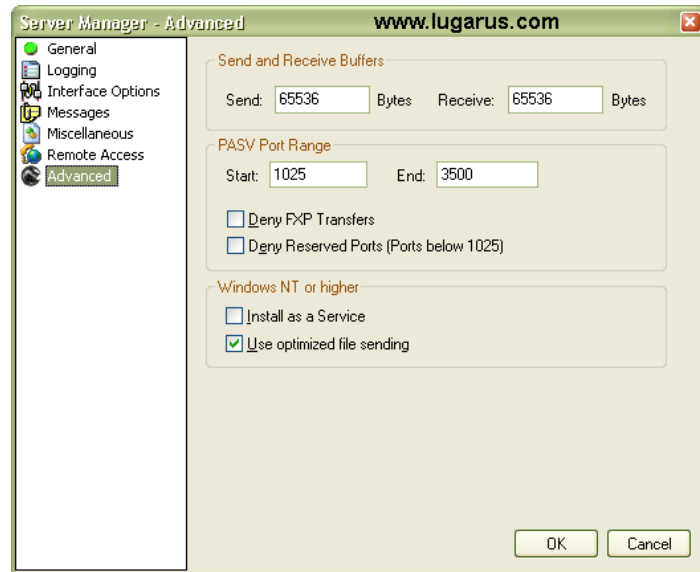 Server Manager - Advanced
www.lugarus.com
General
Logging
Interface Options
Messages
Miscellaneous
Remote Access
Advanced
Send and Receive Buffers
Send: 65536 Bytes Receive: 65536 Bytes
PASV Port Range
Start: 1025 End: 3500
Deny FXP Transfers
Deny Reserved Ports (Ports below 1025)
Windows NT or higher
Install as a Service
Use optimized file sending
OK Cancel